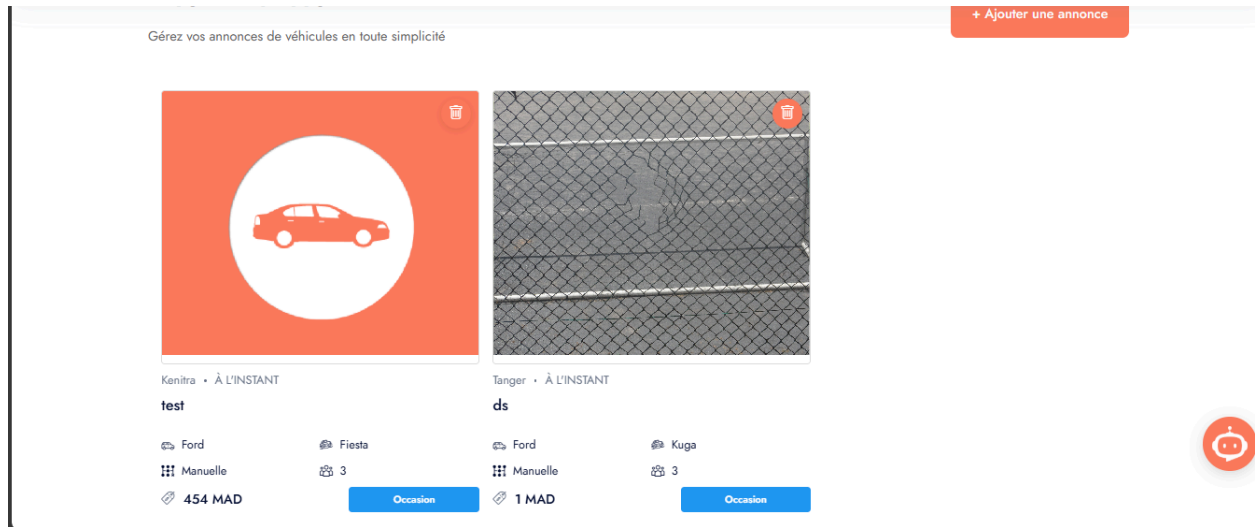 + Ajouter une annonce
Gérez vos annonces de véhicules en toute simplicité
Kenitra • À L'INSTANT
test
Ford
Fiesta
Manuelle
3
454 MAD
Occasion
Tanger • À L'INSTANT
ds
Ford
Kuga
Manuelle
3
1 MAD
Occasion